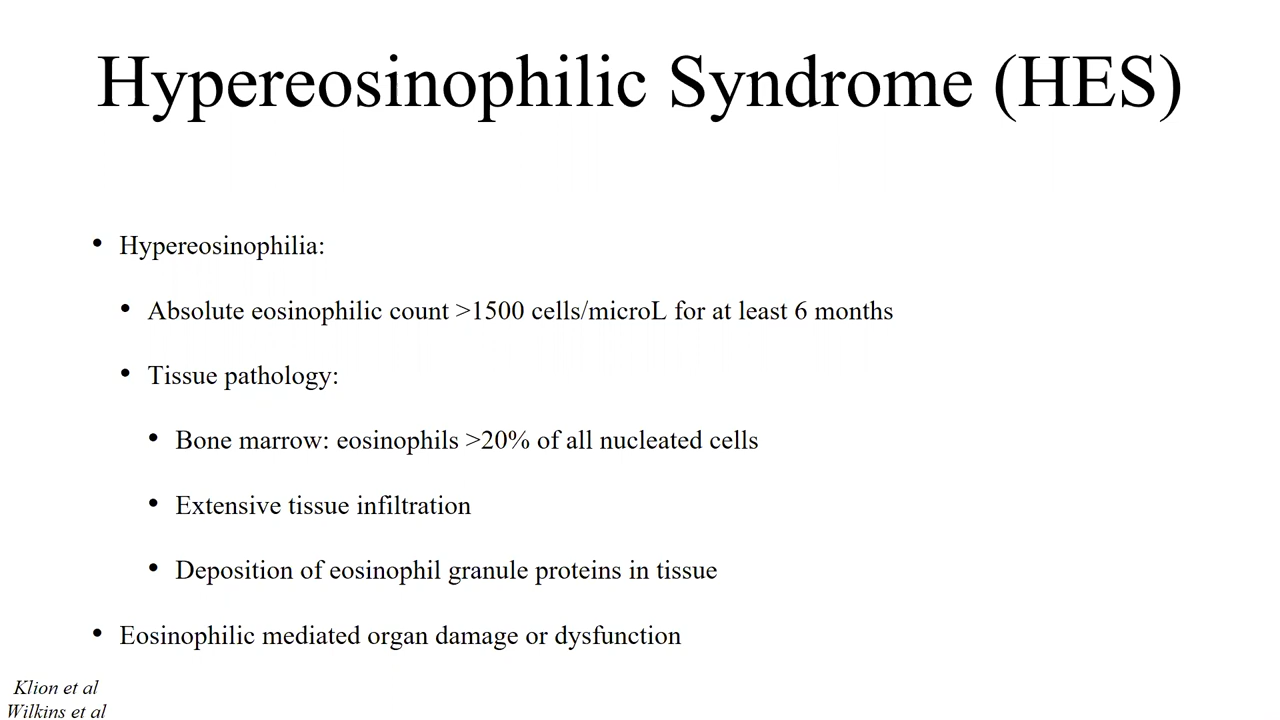 Hypereosinophilic Syndrome (HES)
• Hypereosinophilia:
• Absolute eosinophilic count >1500 cells/microL for at least 6 months
• Tissue pathology:
• Bone marrow: eosinophils >20% of all nucleated cells
• Extensive tissue infiltration
• Deposition of eosinophil granule proteins in tissue
• Eosinophilic mediated organ damage or dysfunction
Klion et al
Wilkins et al